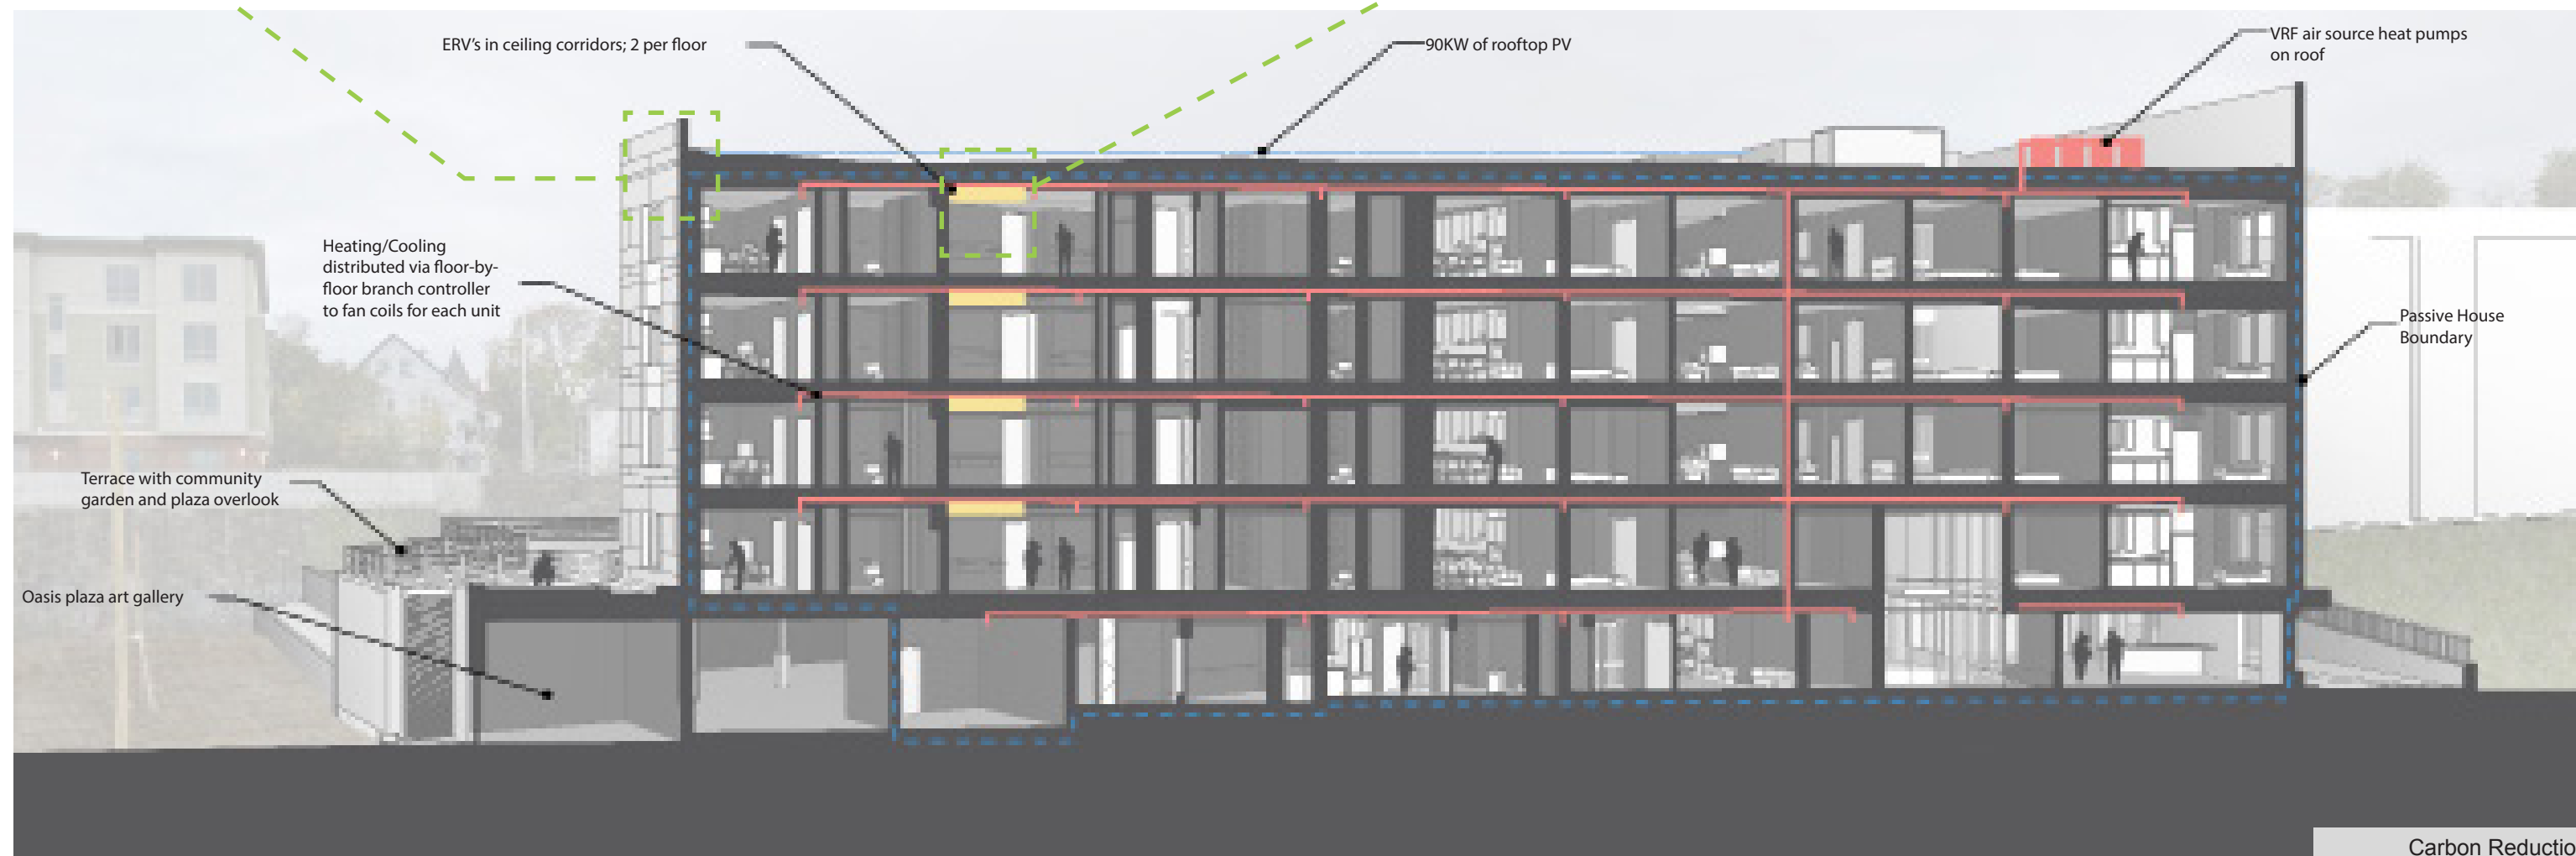 ERV's in ceiling corridors; 2 per floor
90KW of rooftop PV
VRF air source heat pumps
on roof
Heating/Cooling
distributed via floor-by-
floor branch controller
to fan coils for each unit
Passive House
Boundary
Terrace with community
garden and plaza overlook
Oasis plaza art gallery
Carbon Reductio